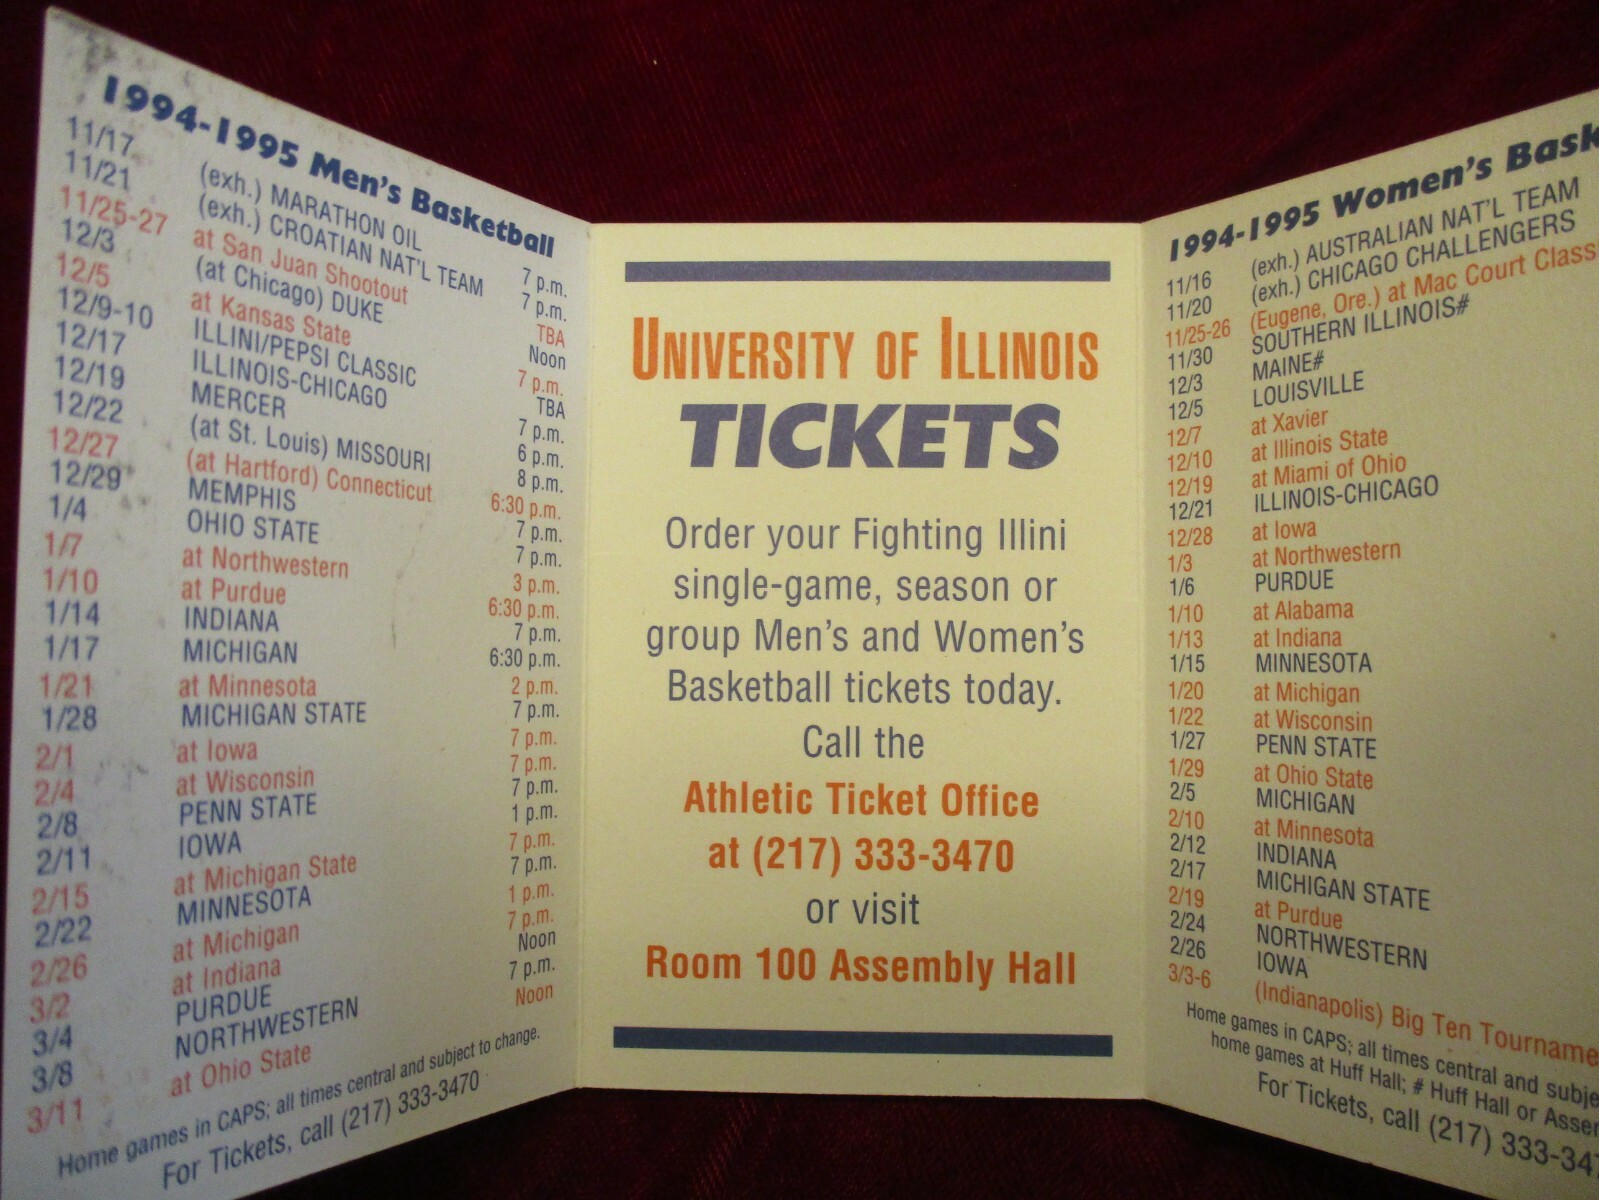 1994-1995 Men's Basketball
11/17 (exh.) MARATHON OIL 7 p.m.
11/21 (exh.) CROATIAN NAT'L TEAM 7 p.m.
11/25-27 at San Juan Shootout TBA
12/3 (at Chicago) DUKE Noon
12/5 at Kansas State 7 p.m.
12/9-10 ILLINI/PEPSI CLASSIC TBA
12/17 ILLINOIS-CHICAGO 7 p.m.
12/19 MERCER 6 p.m.
12/22 (at St. Louis) MISSOURI 8 p.m.
12/27 (at Hartford) Connecticut 6:30 p.m.
12/29 MEMPHIS 7 p.m.
1/4 OHIO STATE 7 p.m.
1/7 at Northwestern 3 p.m.
1/10 at Purdue 6:30 p.m.
1/14 INDIANA 7 p.m.
1/17 MICHIGAN 6:30 p.m.
1/21 at Minnesota 2 p.m.
1/28 MICHIGAN STATE 7 p.m.
2/1 at Iowa 7 p.m.
2/4 at Wisconsin 7 p.m.
2/8 PENN STATE 7 p.m.
2/11 IOWA 1 p.m.
2/15 at Michigan State 7 p.m.
2/22 MINNESOTA 7 p.m.
2/26 at Michigan 1 p.m.
3/2 at Indiana 7 p.m.
3/4 PURDUE Noon
3/8 NORTHWESTERN 7 p.m.
3/11 at Ohio State Noon
Home games in CAPS; all times central and subject to change.
For Tickets, call (217) 333-3470
UNIVERSITY OF ILLINOIS
TICKETS
Order your Fighting Illini
single-game, season or
group Men's and Women's
Basketball tickets today.
Call the
Athletic Ticket Office
at (217) 333-3470
or visit
Room 100 Assembly Hall
1994-1995 Women's Bask
11/16 (exh.) AUSTRALIAN NAT'L TEAM
11/20 (exh.) CHICAGO CHALLENGERS
11/25-26 (Eugene, Ore.) at Mac Court Class
11/30 SOUTHERN ILLINOIS#
12/3 MAINE#
12/5 LOUISVILLE
12/7 at Xavier
12/10 at Illinois State
12/19 at Miami of Ohio
12/21 ILLINOIS-CHICAGO
12/28 at Iowa
1/3 at Northwestern
1/6 PURDUE
1/10 at Alabama
1/13 at Indiana
1/15 MINNESOTA
1/20 at Michigan
1/22 at Wisconsin
1/27 PENN STATE
1/29 at Ohio State
2/5 MICHIGAN
2/10 at Minnesota
2/12 INDIANA
2/17 MICHIGAN STATE
2/19 at Purdue
2/24 NORTHWESTERN
2/26 IOWA
3/3-6 (Indianapolis) Big Ten Tourname
Home games in CAPS; all times central and subje
home games at Huff Hall; # Huff Hall or Asse
For Tickets, call (217) 333-34